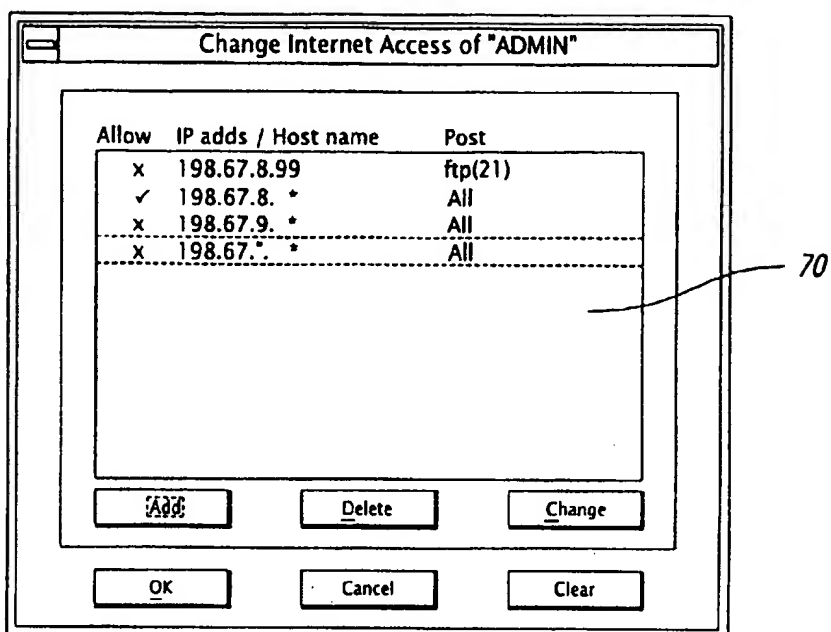 Change Internet Access of "ADMIN"
Allow IP adds / Host name Post
x 198.67.8.99 ftp(21)
✓ 198.67.8. * All
x 198.67.9. * All
x 198.67.". * All
70
Add Delete Change
OK Cancel Clear